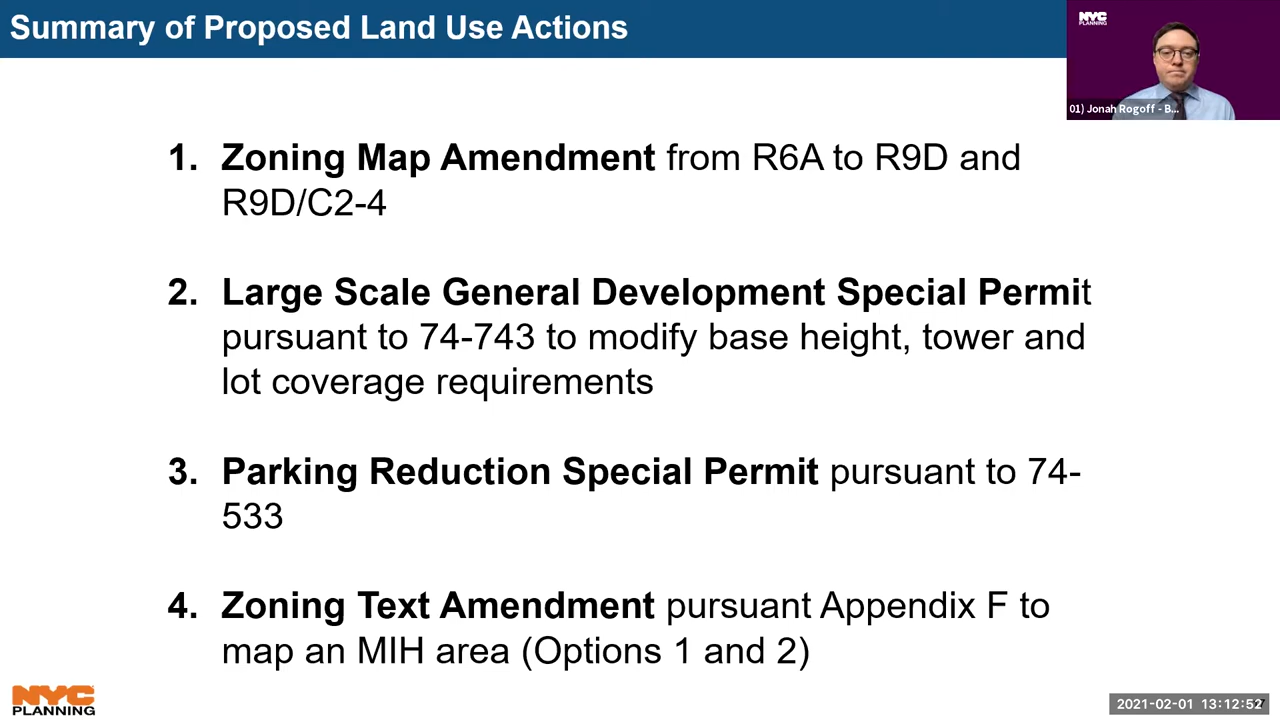 Summary of Proposed Land Use Actions
NYC
PLANNING
01) Jonah Rogoff - B...
1. Zoning Map Amendment from R6A to R9D and
R9D/C2-4
2. Large Scale General Development Special Permit
pursuant to 74-743 to modify base height, tower and
lot coverage requirements
3. Parking Reduction Special Permit pursuant to 74-
533
4. Zoning Text Amendment pursuant Appendix F to
map an MIH area (Options 1 and 2)
NYC
PLANNING
2021-02-01 13:12:52
7